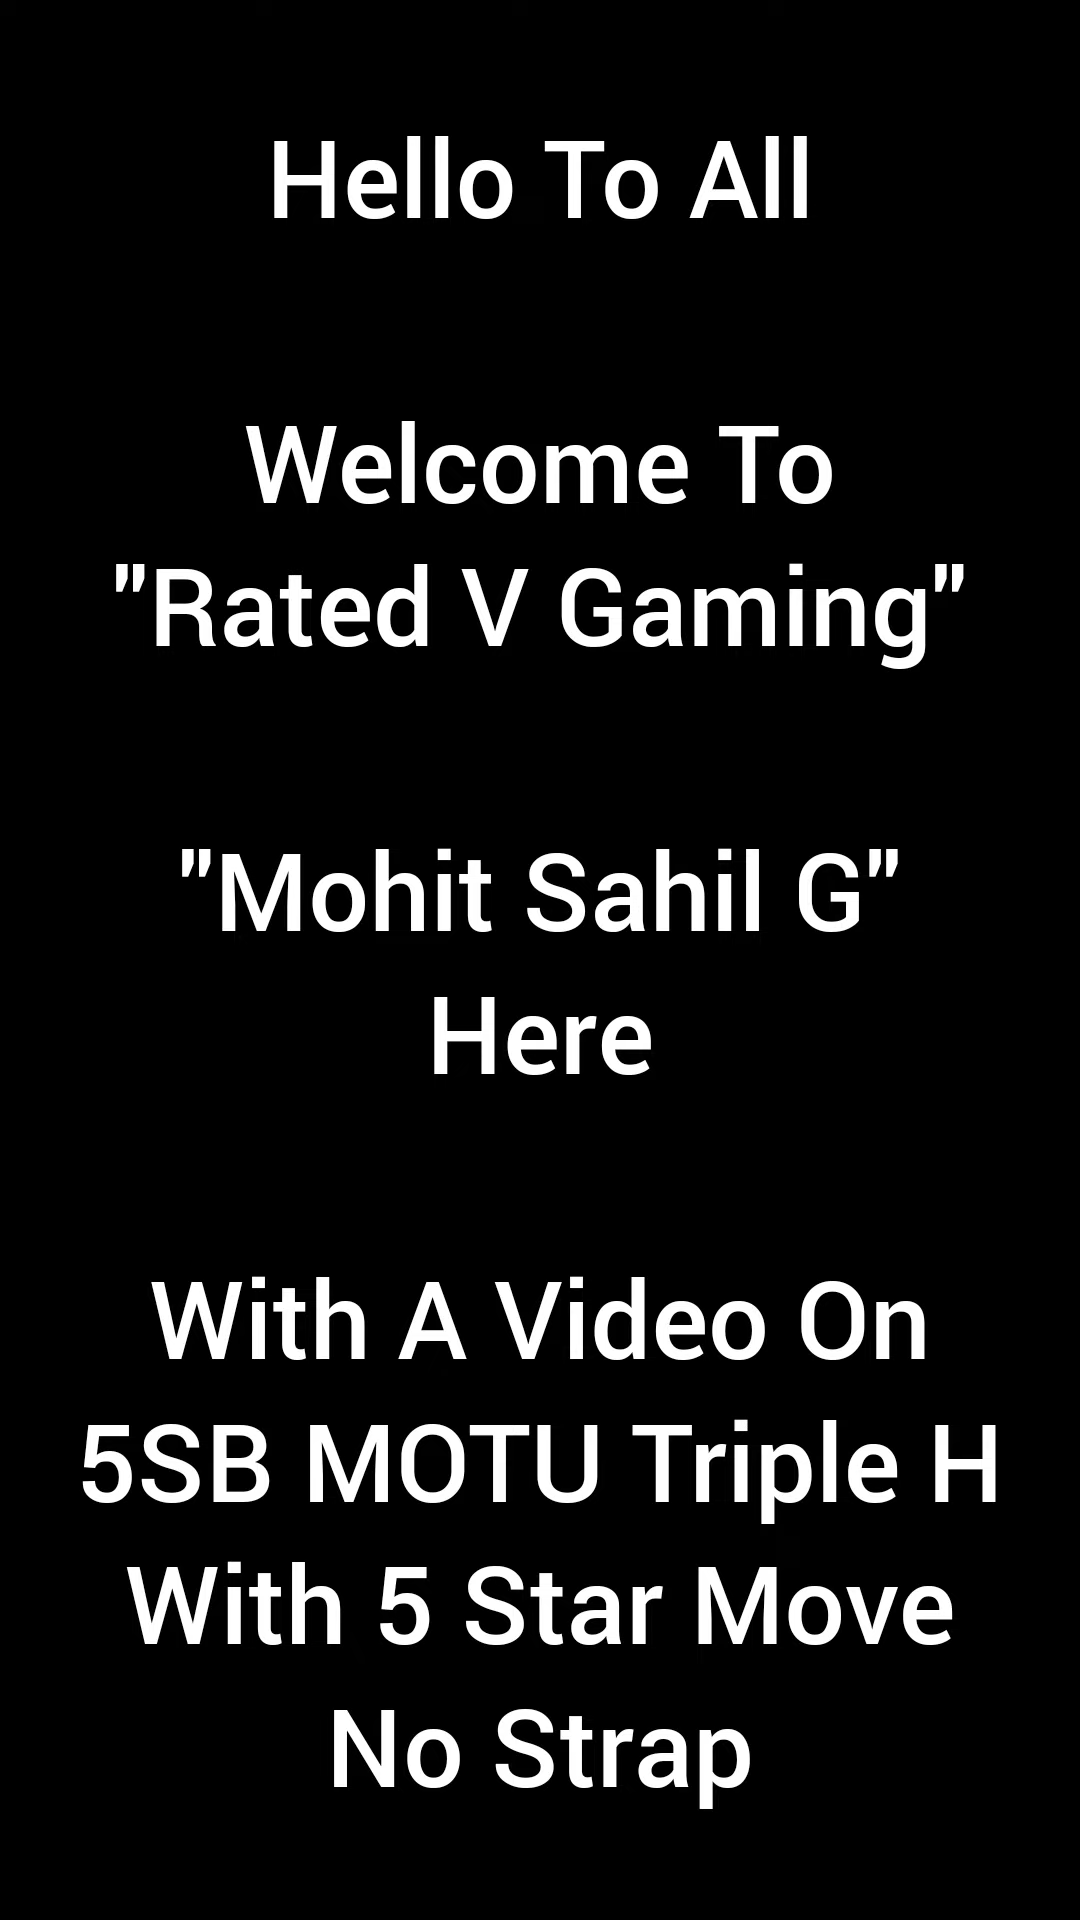 Hello To All
Welcome To
"Rated V Gaming"
"Mohit Sahil G"
Here
With A Video On
5SB MOTU Triple H
With 5 Star Move
No Strap